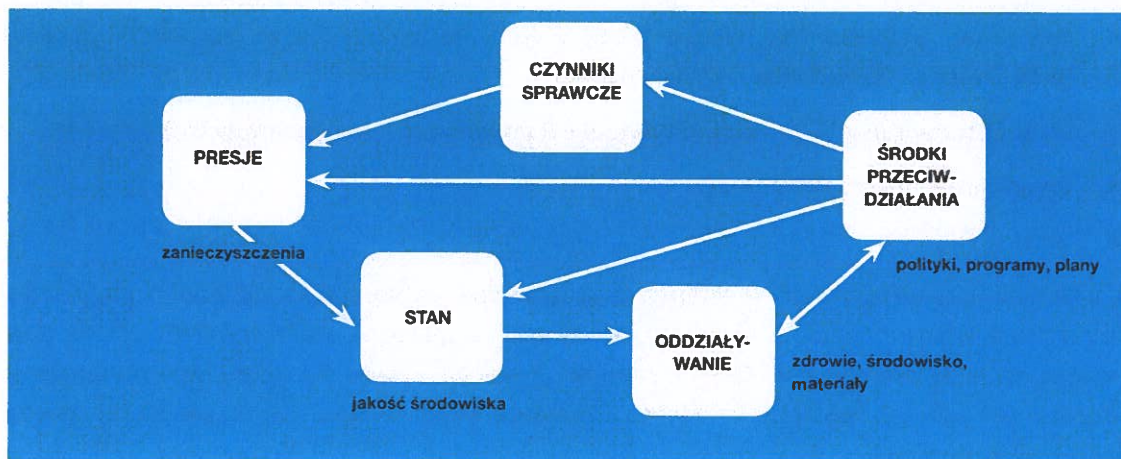 CZYNNIKI
SPRAWCZE
PRESJE
ŚRODKI
PRZECIW-
DZIAŁANIA
zanieczyszczenia
polityki, programy, plany
STAN
ODDZIAŁY-
WANIE
zdrowie, środowisko,
materiały
jakość środowiska